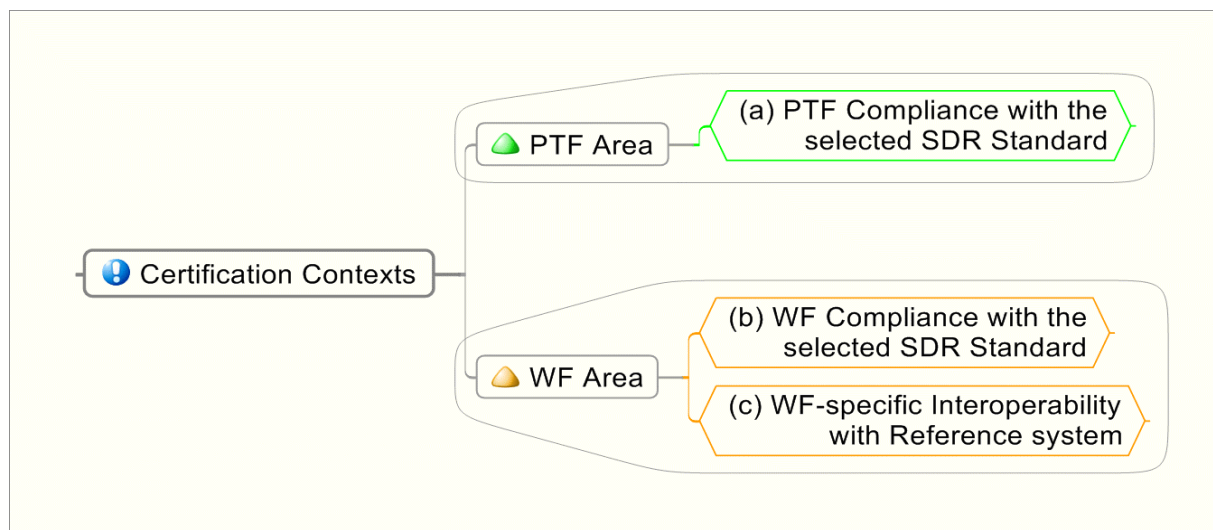 (a) PTF Compliance with the
selected SDR Standard
PTF Area
Certification Contexts
(b) WF Compliance with the
selected SDR Standard
WF Area
(c) WF-specific Interoperability
with Reference system